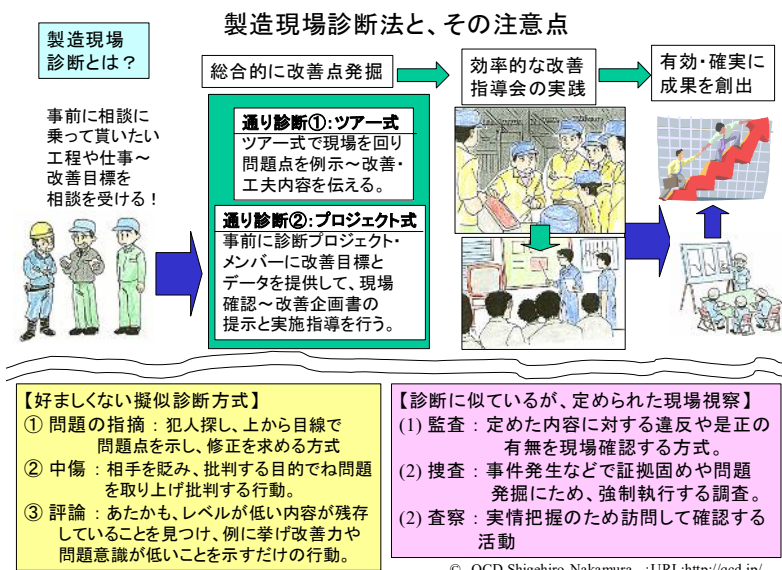 製造現場診断法と、その注意点
製造現場
診断とは？
事前に相談に
乗って貰いたい
工程や仕事～
改善目標を
相談を受ける！
総合的に改善点発掘
通り診断①：ツアー式
ツアー式で現場を回り
問題点を例示～改善・
工夫内容を伝える。
通り診断②：プロジェクト式
事前に診断プロジェクト・
メンバーに改善目標と
データを提供して、現場
確認～改善企画書の
提示と実施指導を行う。
効率的な改善
指導会の実践
有効・確実に
成果を創出
【好ましくない擬似診断方式】
① 問題の指摘： 犯人探し、上から目線で
問題点を示し、修正を求める方式
② 中傷 ： 相手を貶み、批判する目的でね問題
を取り上げ批判する行動。
③ 評論 ： あたかも、レベルが低い内容が残存
していることを見つけ、例に挙げ改善力や
問題意識が低いことを示すだけの行動。
【診断に似ているが、定められた現場視察】
(1) 監査 ： 定めた内容に対する違反や是正の
有無を現場確認する方式。
(2) 捜査 ： 事件発生などで証拠固めや問題
発掘にため、強制執行する調査。
(2) 査察 ： 実情把握のため訪問して確認する
活動
© QCD Shigehiro Nakamura :URL:http://qcd.jp/